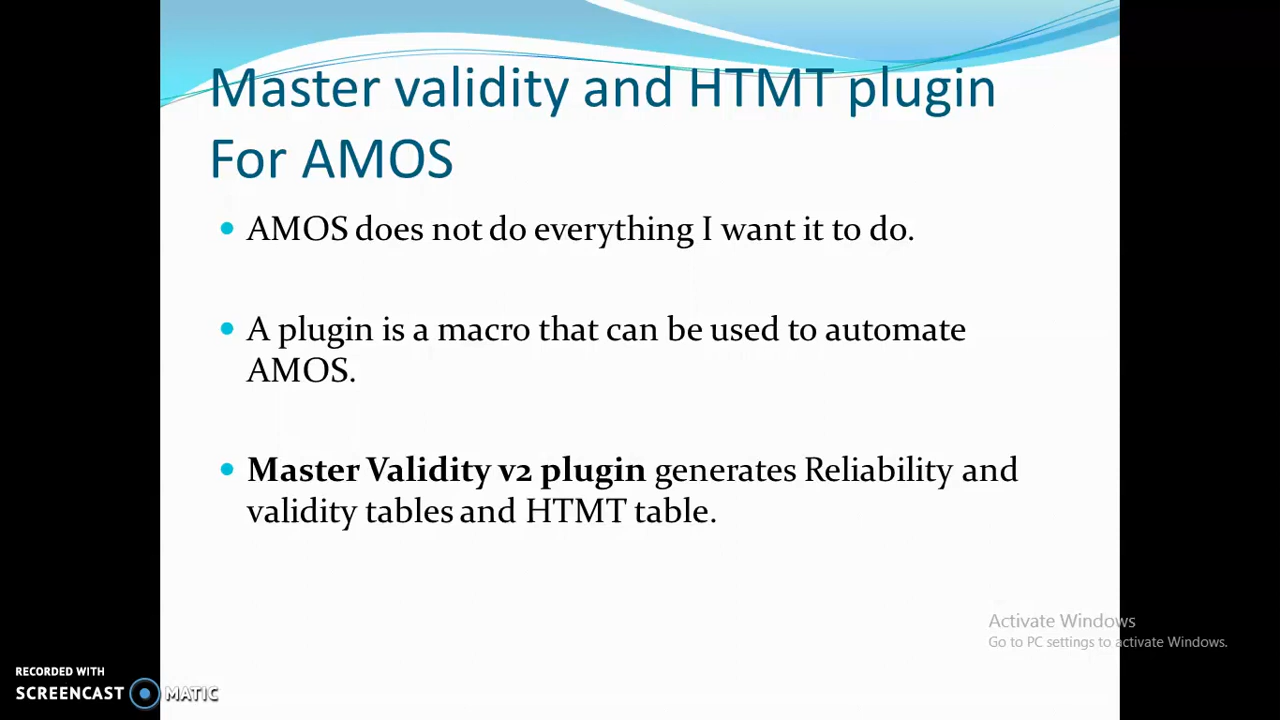 Master validity and HTMT plugin
For AMOS
• AMOS does not do everything I want it to do.
• A plugin is a macro that can be used to automate
AMOS.
• Master Validity v2 plugin generates Reliability and
validity tables and HTMT table.
Activate Windows
Go to PC settings to activate Windows.
RECORDED WITH
SCREENCAST MATIC